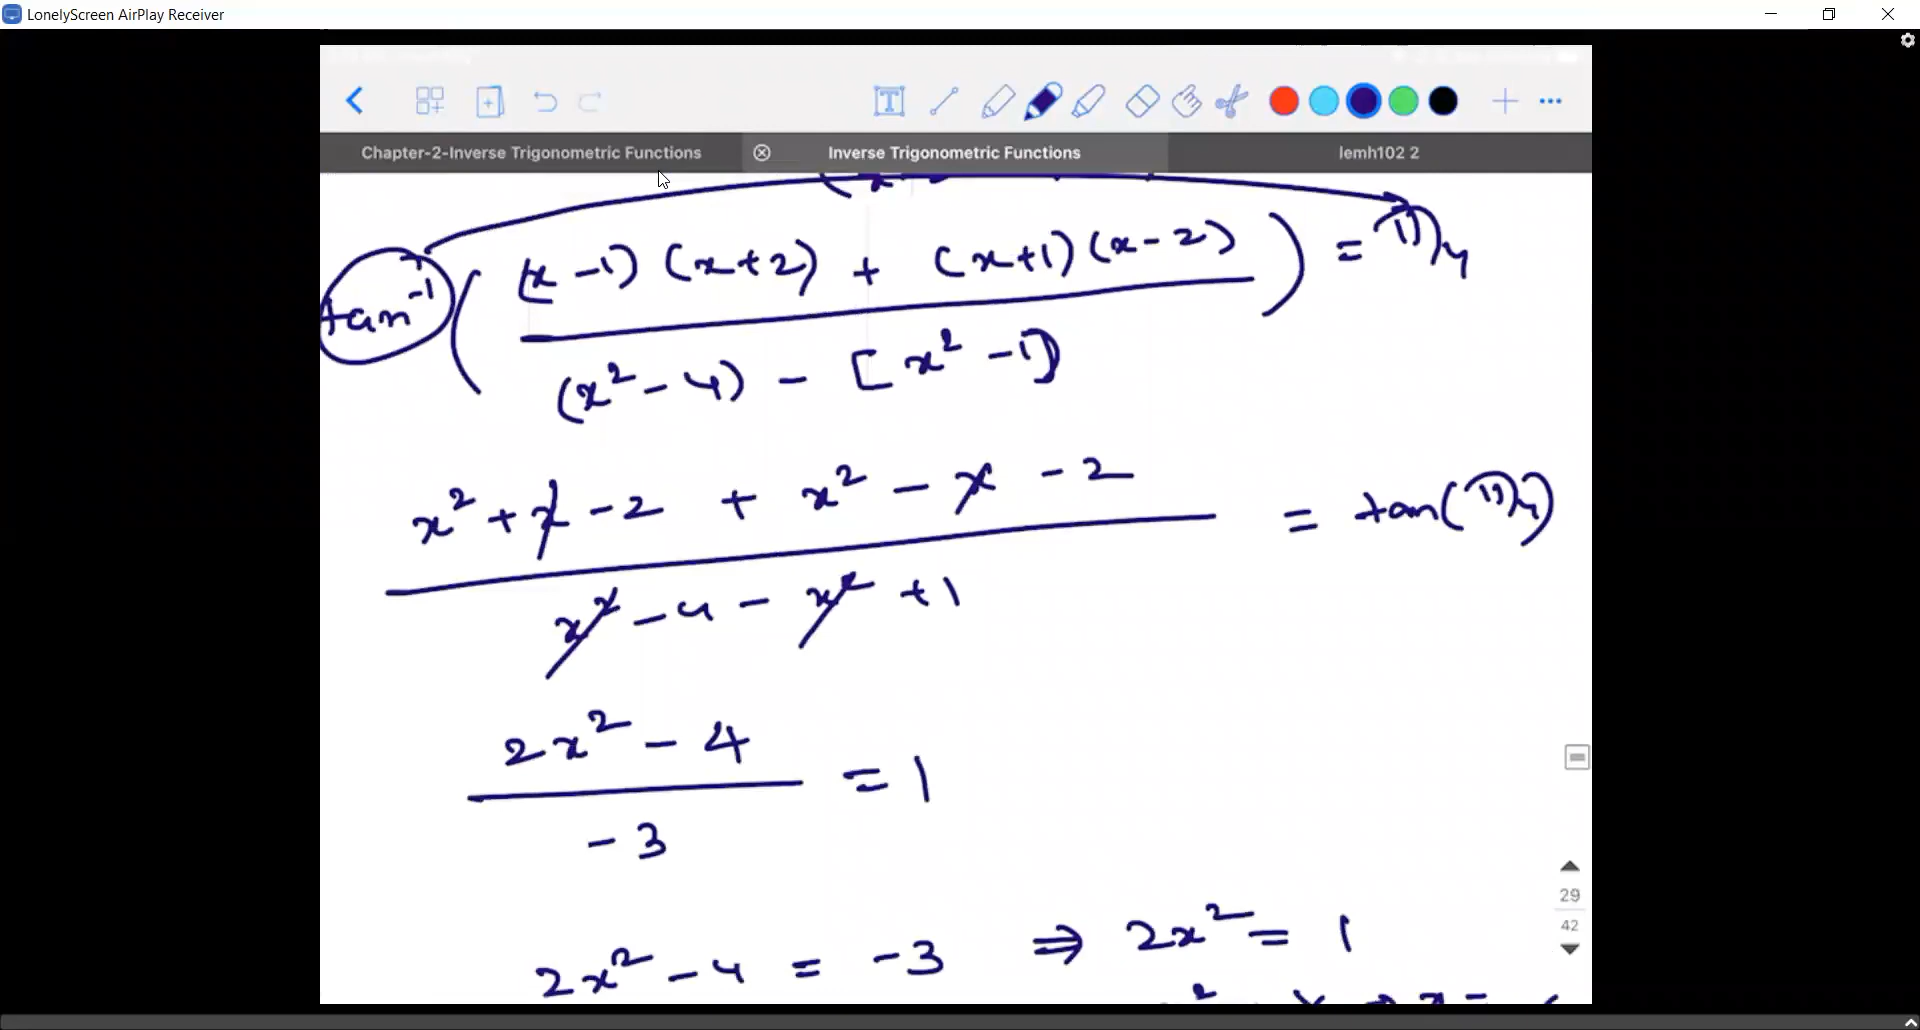 LonelyScreen AirPlay Receiver
Chapter-2-Inverse Trigonometric Functions
Inverse Trigonometric Functions
lemh102 2
tan⁻¹ ( (x-1)(x+2) + (x+1)(x-2) ) = π/4
(x² - 4) - [x² - 1]
x² + x - 2 + x² - x - 2 = tan(π/4)
x² - 4 - x² + 1
2x² - 4 = 1
-3
29
42
2x² - 4 = -3 ⇒ 2x² = 1